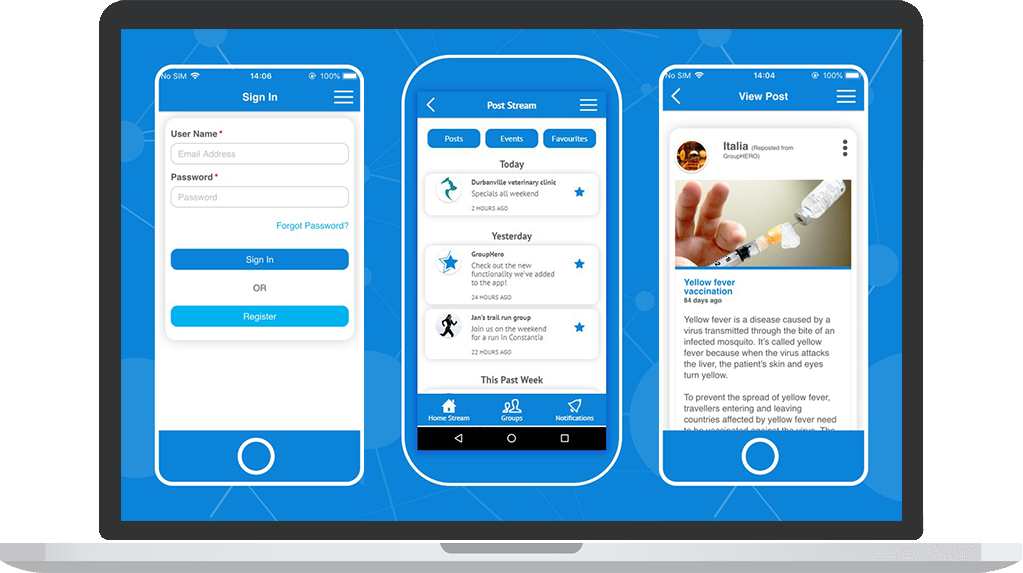 No SIM 14:06 100%
Sign In
User Name*
Email Address
Password*
Password
Forgot Password?
Sign In
OR
Register
Post Stream
Posts Events Favourites
Today
Durbanville veterinary clinic
Specials all weekend
2 HOURS AGO
Yesterday
GroupHero
Check out the new
functionality we've added
to the app!
24 HOURS AGO
Jan's trail run group
Join us on the weekend
for a run in Constantia
22 HOURS AGO
This Past Week
Home Stream Groups Notifications
No SIM 14:04 100%
View Post
Italia (Reposted from
GroupHERO)
Yellow fever
vaccination
84 days ago
Yellow fever is a disease caused by a
virus transmitted through the bite of an
infected mosquito. It's called yellow
fever because when the virus attacks
the liver, the patient's skin and eyes
turn yellow.
To prevent the spread of yellow fever,
travellers entering and leaving
countries affected by yellow fever need
to be vaccinated against the virus. The